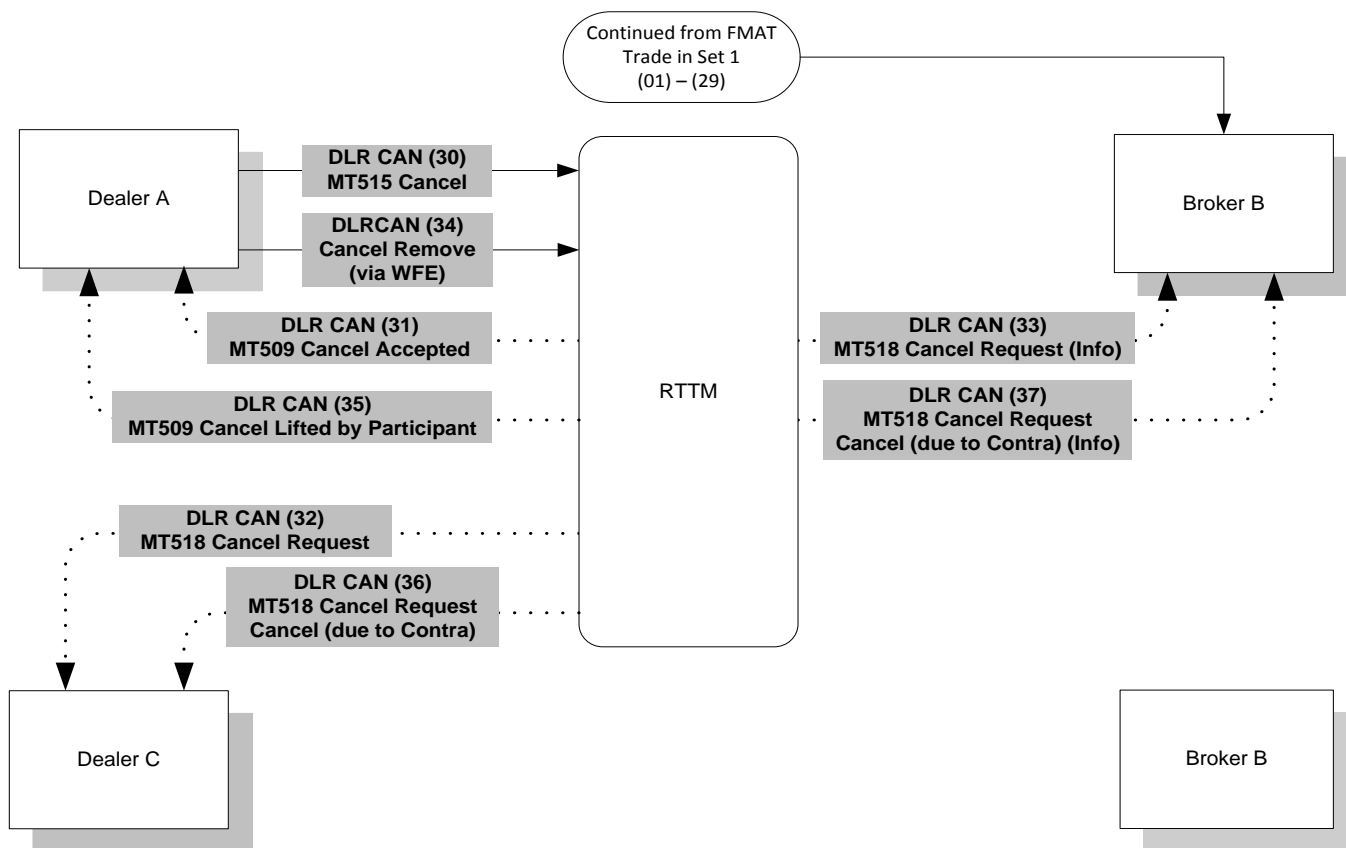 Continued from FMAT
Trade in Set 1
(01) – (29)
Dealer A
DLR CAN (30)
MT515 Cancel
DLRCAN (34)
Cancel Remove
(via WFE)
DLR CAN (31)
MT509 Cancel Accepted
DLR CAN (35)
MT509 Cancel Lifted by Participant
RTTM
Broker B
DLR CAN (33)
MT518 Cancel Request (Info)
DLR CAN (37)
MT518 Cancel Request
Cancel (due to Contra) (Info)
DLR CAN (32)
MT518 Cancel Request
DLR CAN (36)
MT518 Cancel Request
Cancel (due to Contra)
Dealer C
Broker B